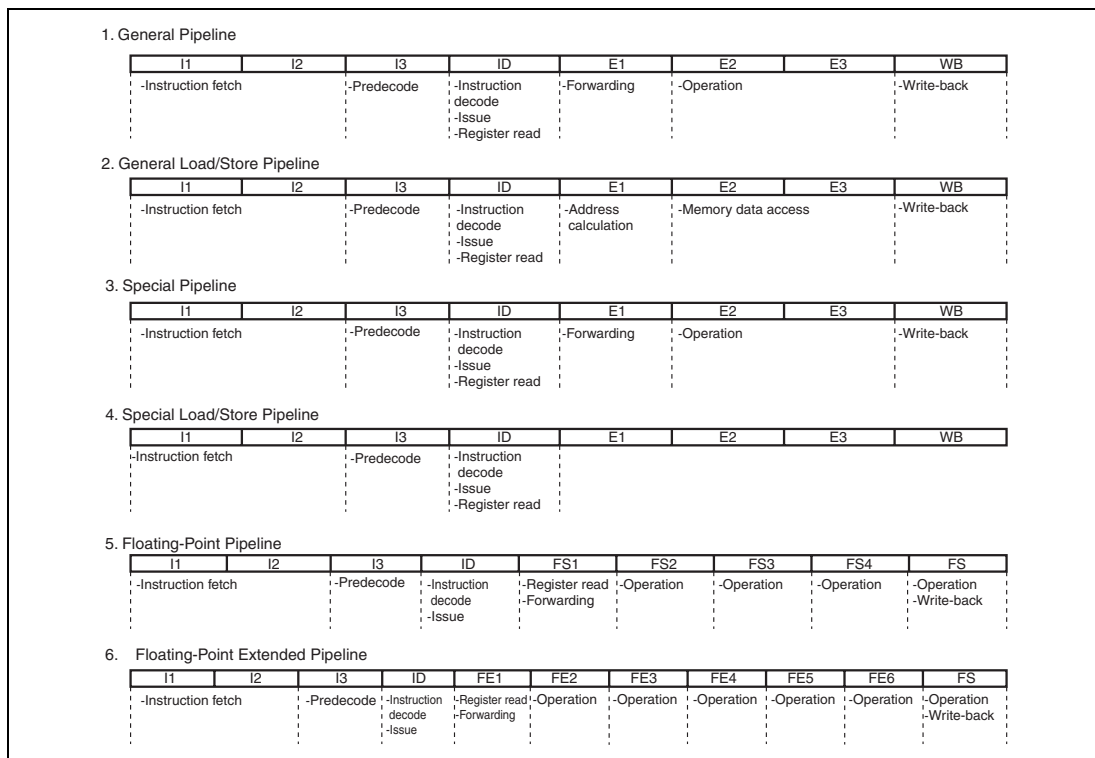 1. General Pipeline
I1 I2 I3 ID E1 E2 E3 WB
-Instruction fetch -Predecode -Instruction -Forwarding -Operation -Write-back
decode
-Issue
-Register read
2. General Load/Store Pipeline
I1 I2 I3 ID E1 E2 E3 WB
-Instruction fetch -Predecode -Instruction -Address -Memory data access -Write-back
decode calculation
-Issue
-Register read
3. Special Pipeline
I1 I2 I3 ID E1 E2 E3 WB
-Instruction fetch -Predecode -Instruction -Forwarding -Operation -Write-back
decode
-Issue
-Register read
4. Special Load/Store Pipeline
I1 I2 I3 ID E1 E2 E3 WB
-Instruction fetch -Predecode -Instruction
decode
-Issue
-Register read
5. Floating-Point Pipeline
I1 I2 I3 ID FS1 FS2 FS3 FS4 FS
-Instruction fetch -Predecode -Instruction -Register read -Operation -Operation -Operation -Operation
decode -Forwarding -Write-back
-Issue
6. Floating-Point Extended Pipeline
I1 I2 I3 ID FE1 FE2 FE3 FE4 FE5 FE6 FS
-Instruction fetch -Predecode -Instruction -Register read -Operation -Operation -Operation -Operation -Operation -Operation
decode -Forwarding -Write-back
-Issue